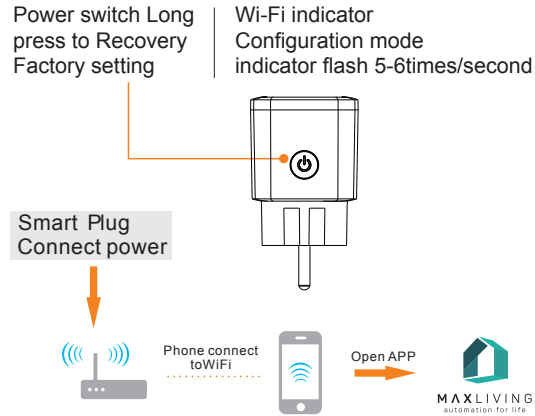 Power switch Long
press to Recovery
Factory setting
Wi-Fi indicator
Configuration mode
indicator flash 5-6times/second
Smart Plug
Connect power
Phone connect
toWiFi
Open APP
MAXLIVING
automation for life